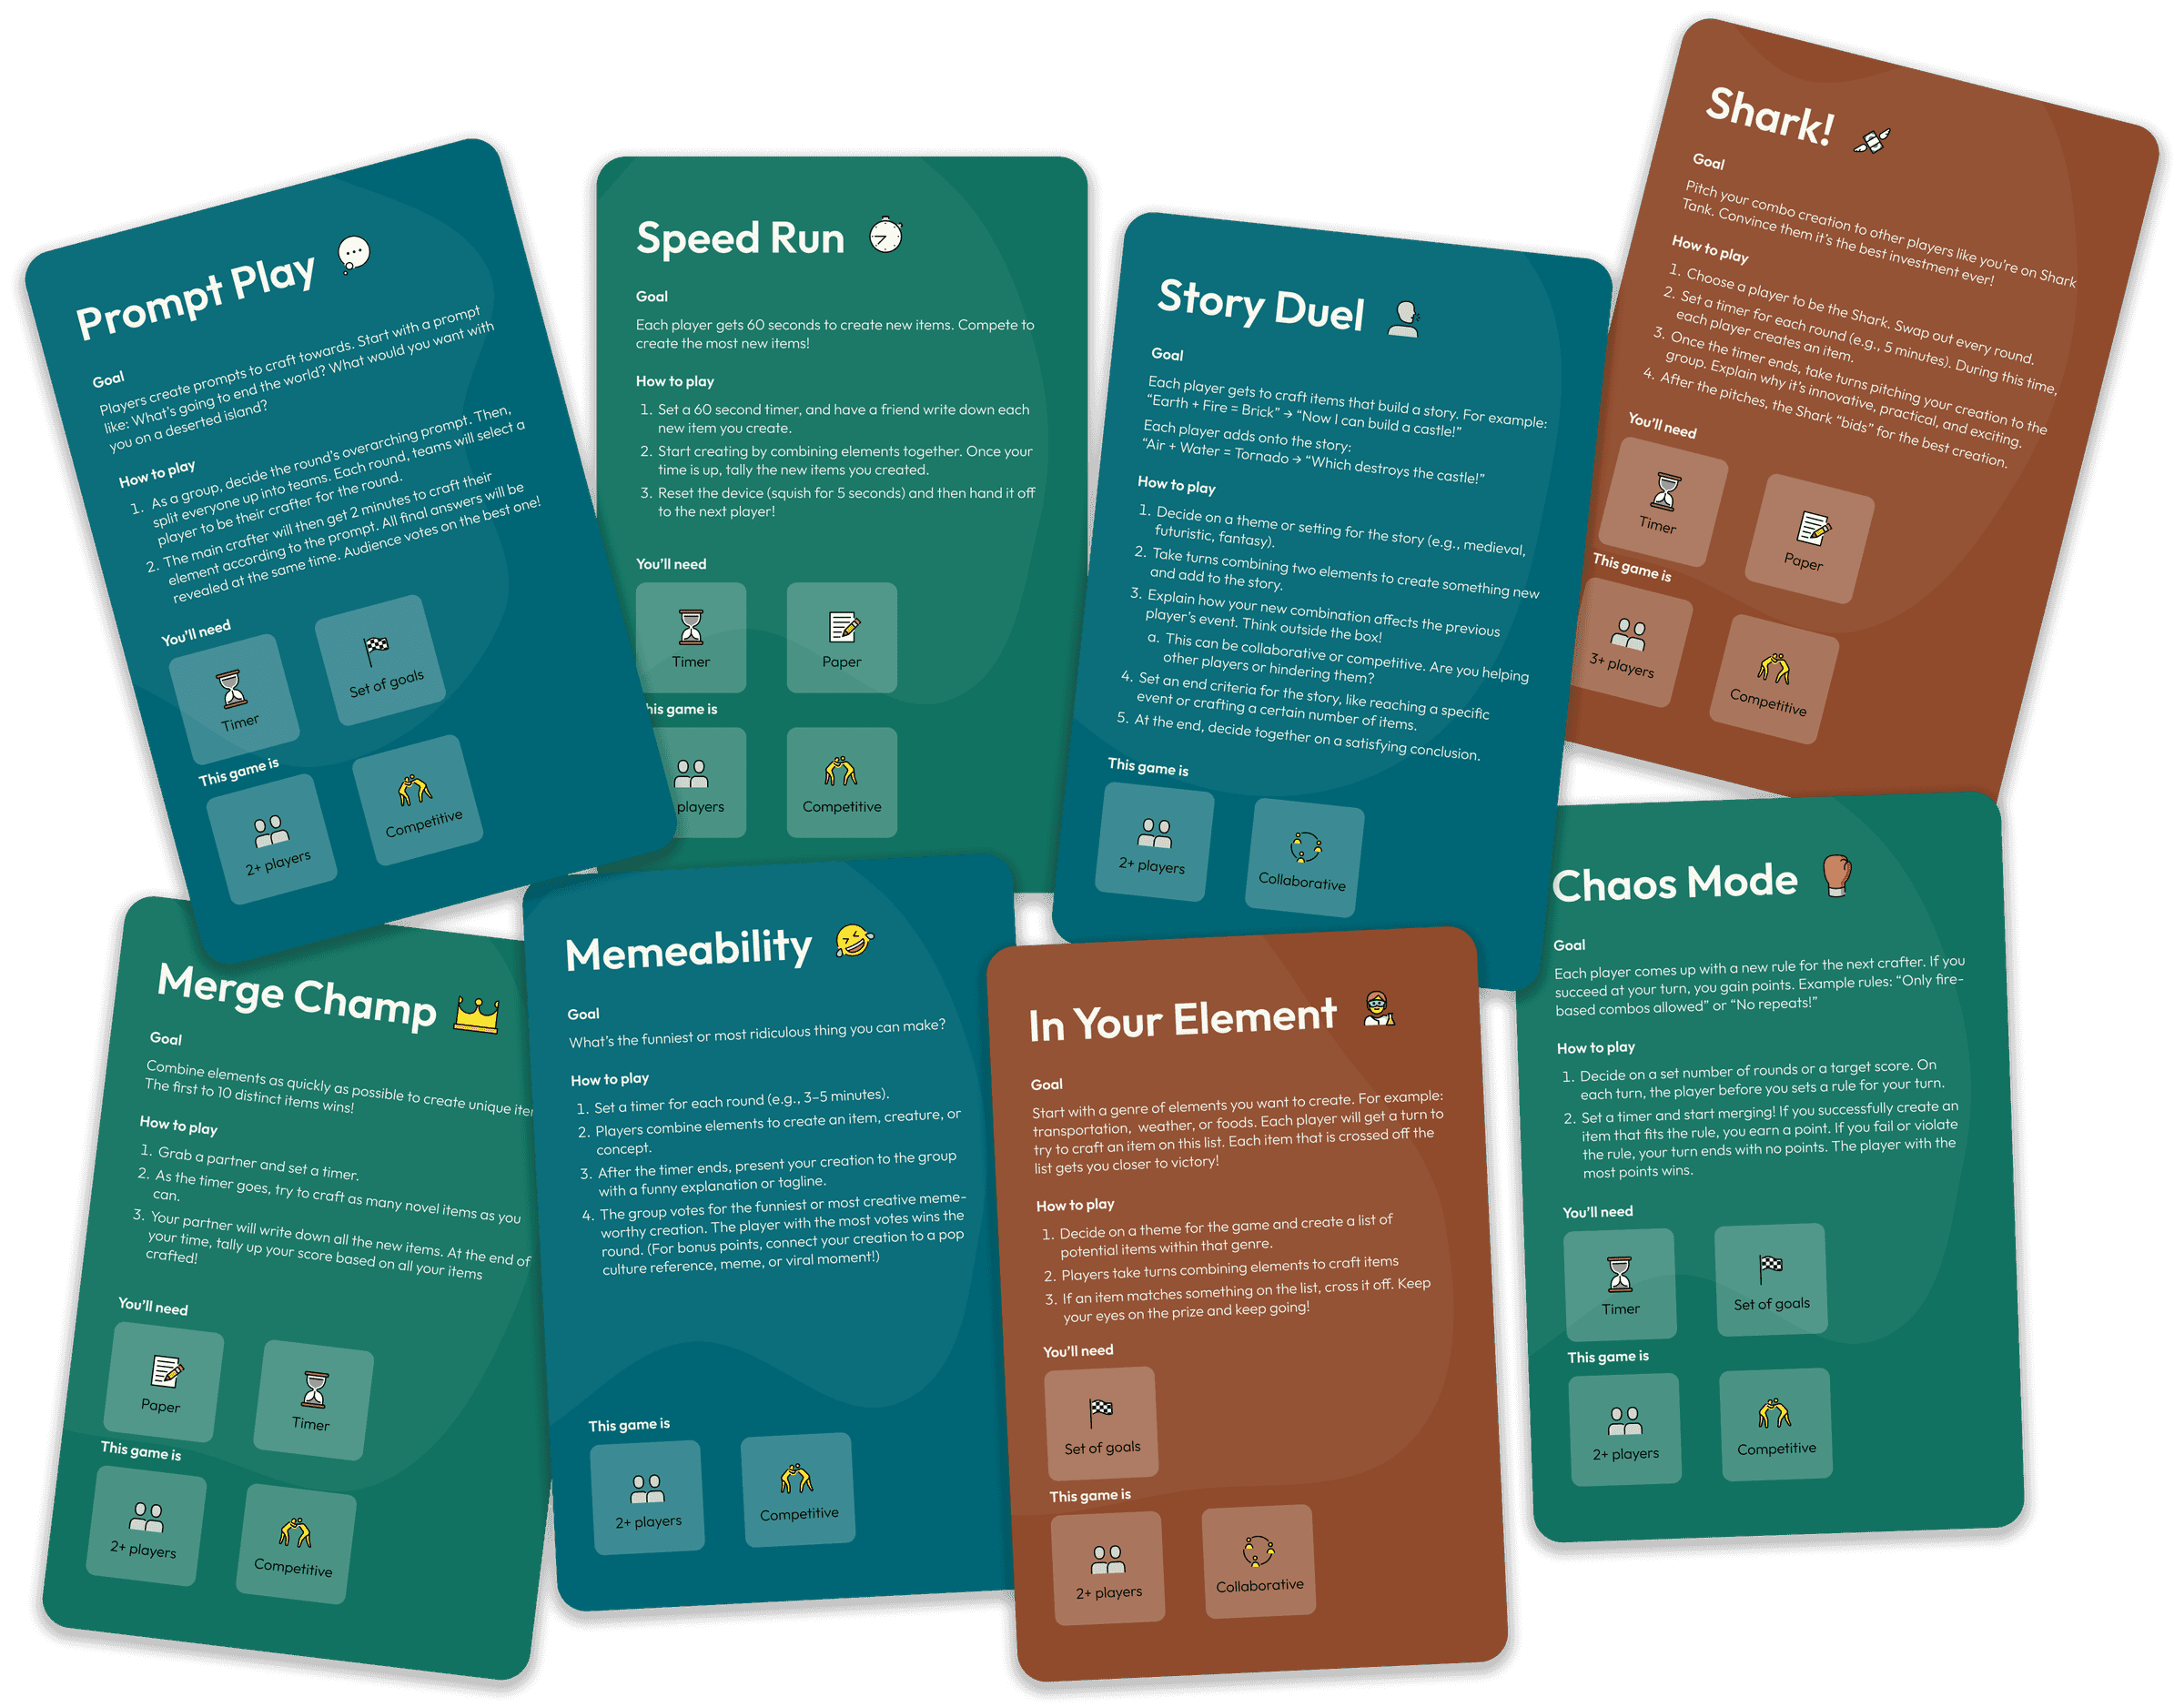 Prompt Play
Goal
Players create prompts to craft towards. Start with a prompt
like: What's going to end the world? What would you want with
you on a deserted island?
How to play
1. As a group, decide the round's overarching prompt. Then,
split everyone up into teams. Each round, teams will select a
player to be their crafter for the round.
2. The main crafter will then get 2 minutes to craft their
element according to the prompt. All final answers will be
revealed at the same time. Audience votes on the best one!
You'll need
Timer
Set of goals
This game is
2+ players
Competitive
Speed Run
Goal
Each player gets 60 seconds to create new items. Compete to
create the most new items!
How to play
1. Set a 60 second timer, and have a friend write down each
new item you create.
2. Start creating by combining elements together. Once your
time is up, tally the new items you created.
3. Reset the device (squish for 5 seconds) and then hand it off
to the next player!
You'll need
Timer
Paper
his game is
players
Competitive
Story Duel
Goal
Each player gets to craft items that build a story. For example:
“Earth + Fire = Brick” → “Now I can build a castle!”
Each player adds onto the story:
“Air + Water = Tornado → “Which destroys the castle!”
How to play
1. Decide on a theme or setting for the story (e.g., medieval,
futuristic, fantasy).
2. Take turns combining two elements to create something new
and add to the story.
3. Explain how your new combination affects the previous
player's event. Think outside the box!
a. This can be collaborative or competitive. Are you helping
other players or hindering them?
4. Set an end criteria for the story, like reaching a specific
event or crafting a certain number of items.
5. At the end, decide together on a satisfying conclusion.
This game is
2+ players
Collaborative
Shark!
Goal
Pitch your combo creation to other players like you're on Shark
Tank. Convince them it's the best investment ever!
How to play
1. Choose a player to be the Shark. Swap out every round.
2. Set a timer for each round (e.g., 5 minutes). During this time,
each player creates an item.
3. Once the timer ends, take turns pitching your creation to the
group. Explain why it's innovative, practical, and exciting.
4. After the pitches, the Shark “bids” for the best creation.
You'll need
Timer
Paper
This game is
3+ players
Competitive
Merge Champ
Goal
Combine elements as quickly as possible to create unique iter
The first to 10 distinct items wins!
How to play
1. Grab a partner and set a timer.
2. As the timer goes, try to craft as many novel items as you
can.
3. Your partner will write down all the new items. At the end of
your time, tally up your score based on all your items
crafted!
You'll need
Paper
Timer
This game is
2+ players
Competitive
Memeability
Goal
What's the funniest or most ridiculous thing you can make?
How to play
1. Set a timer for each round (e.g., 3–5 minutes).
2. Players combine elements to create an item, creature, or
concept.
3. After the timer ends, present your creation to the group
with a funny explanation or tagline.
4. The group votes for the funniest or most creative meme-
worthy creation. The player with the most votes wins the
round. (For bonus points, connect your creation to a pop
culture reference, meme, or viral moment!)
This game is
2+ players
Competitive
In Your Element
Goal
Start with a genre of elements you want to create. For example:
transportation, weather, or foods. Each player will get a turn to
try to craft an item on this list. Each item that is crossed off the
list gets you closer to victory!
How to play
1. Decide on a theme for the game and create a list of
potential items within that genre.
2. Players take turns combining elements to craft items
3. If an item matches something on the list, cross it off. Keep
your eyes on the prize and keep going!
You'll need
Set of goals
This game is
2+ players
Collaborative
Chaos Mode
Goal
Each player comes up with a new rule for the next crafter. If you
succeed at your turn, you gain points. Example rules: “Only fire-
based combos allowed” or “No repeats!”
How to play
1. Decide on a set number of rounds or a target score. On
each turn, the player before you sets a rule for your turn.
2. Set a timer and start merging! If you successfully create an
item that fits the rule, you earn a point. If you fail or violate
the rule, your turn ends with no points. The player with the
most points wins.
You'll need
Timer
Set of goals
This game is
2+ players
Competitive